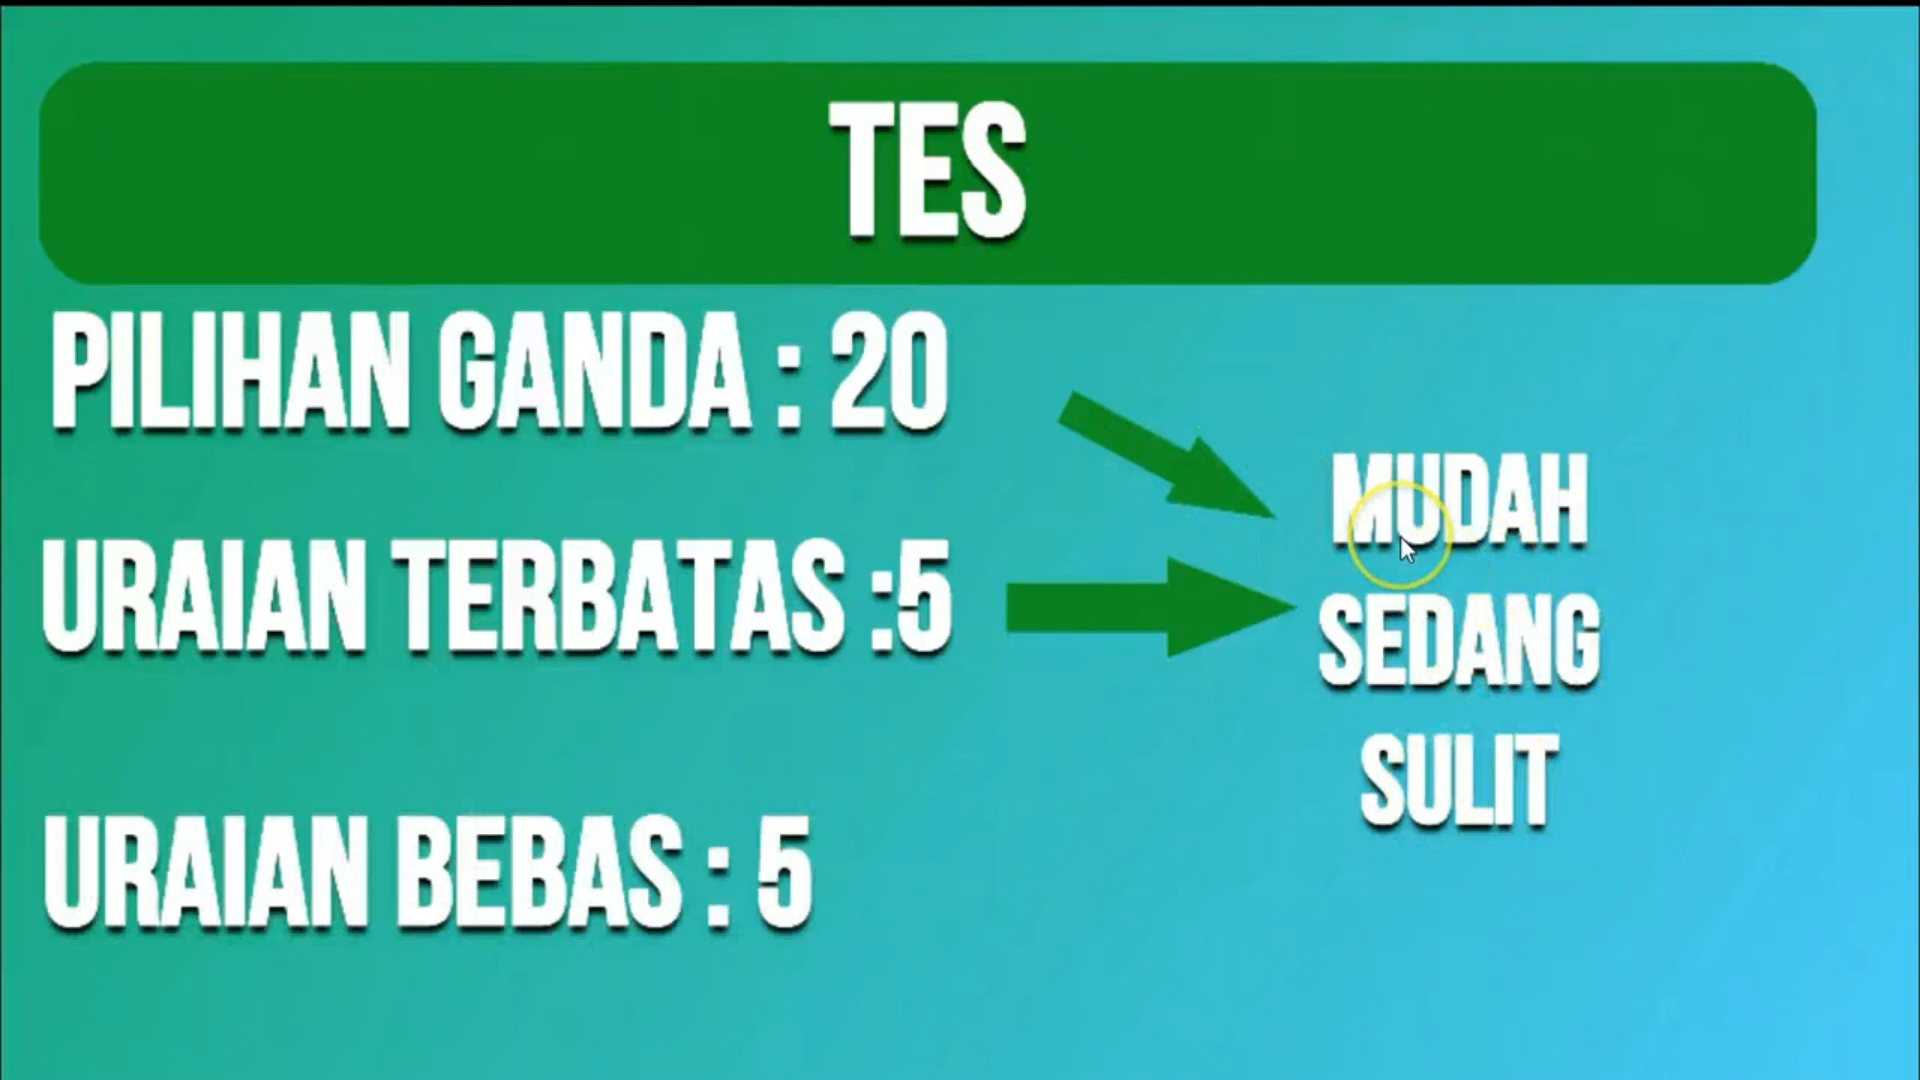 TES
PILIHAN GANDA : 20
URAIAN TERBATAS :5
URAIAN BEBAS : 5
MUDAH
SEDANG
SULIT